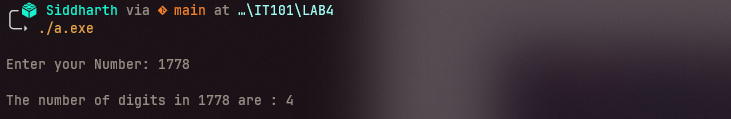 Siddharth via main at …\IT101\LAB4
./a.exe
Enter your Number: 1778
The number of digits in 1778 are : 4